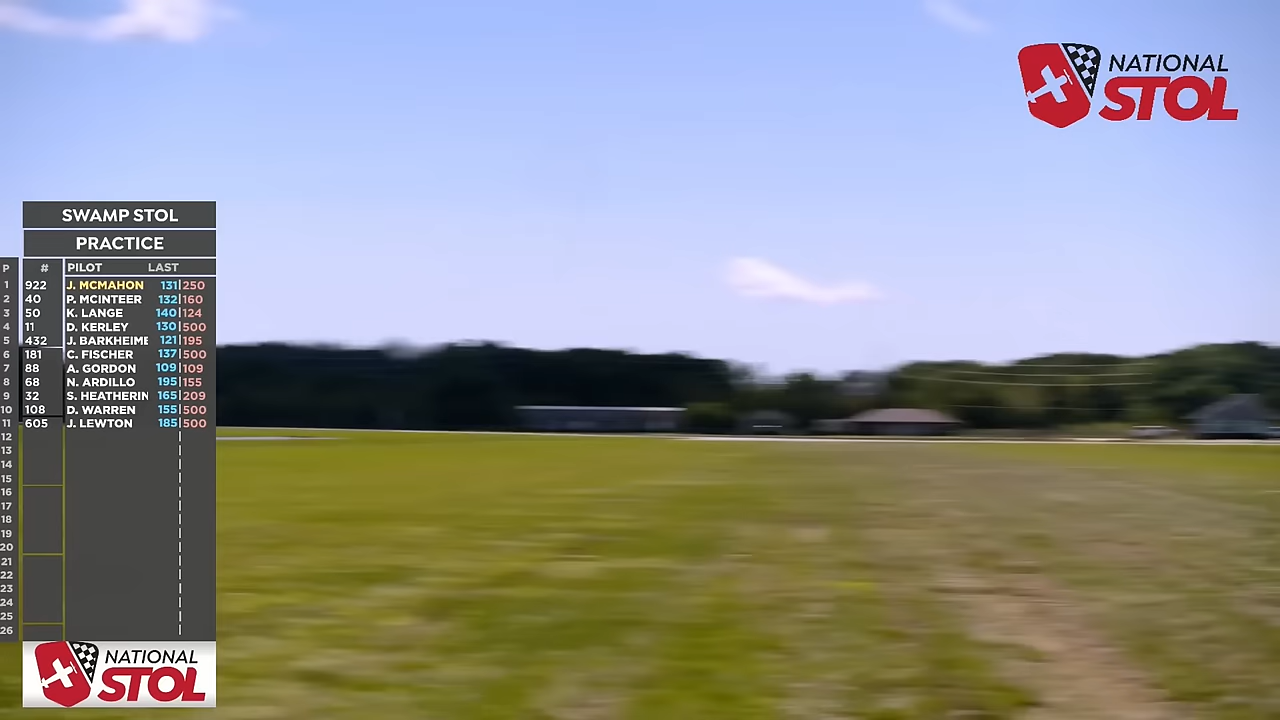 NATIONAL
STOL
SWAMP STOL
PRACTICE
P # PILOT LAST
1 922 J. MCMAHON 131 250
2 40 P. MCINTEER 132 160
3 50 K. LANGE 140 124
4 11 D. KERLEY 130 500
5 432 J. BARKHEIME 121 195
6 181 C. FISCHER 137 500
7 88 A. GORDON 109 109
8 68 N. ARDILLO 195 155
9 32 S. HEATHERIN 165 209
10 108 D. WARREN 155 500
11 605 J. LEWTON 185 500
12
13
14
15
16
17
18
19
20
21
22
23
24
25
26
NATIONAL
STOL